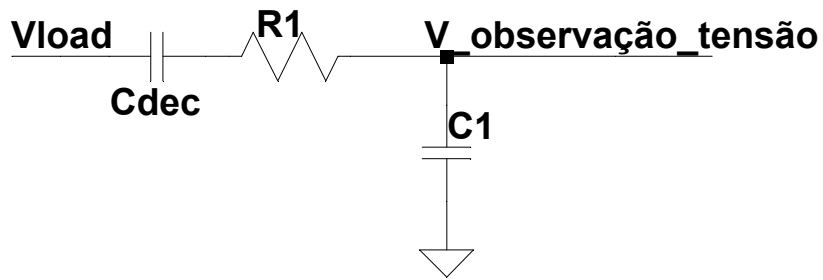 Vload
R1
V_observação_tensão
Cdec
C1